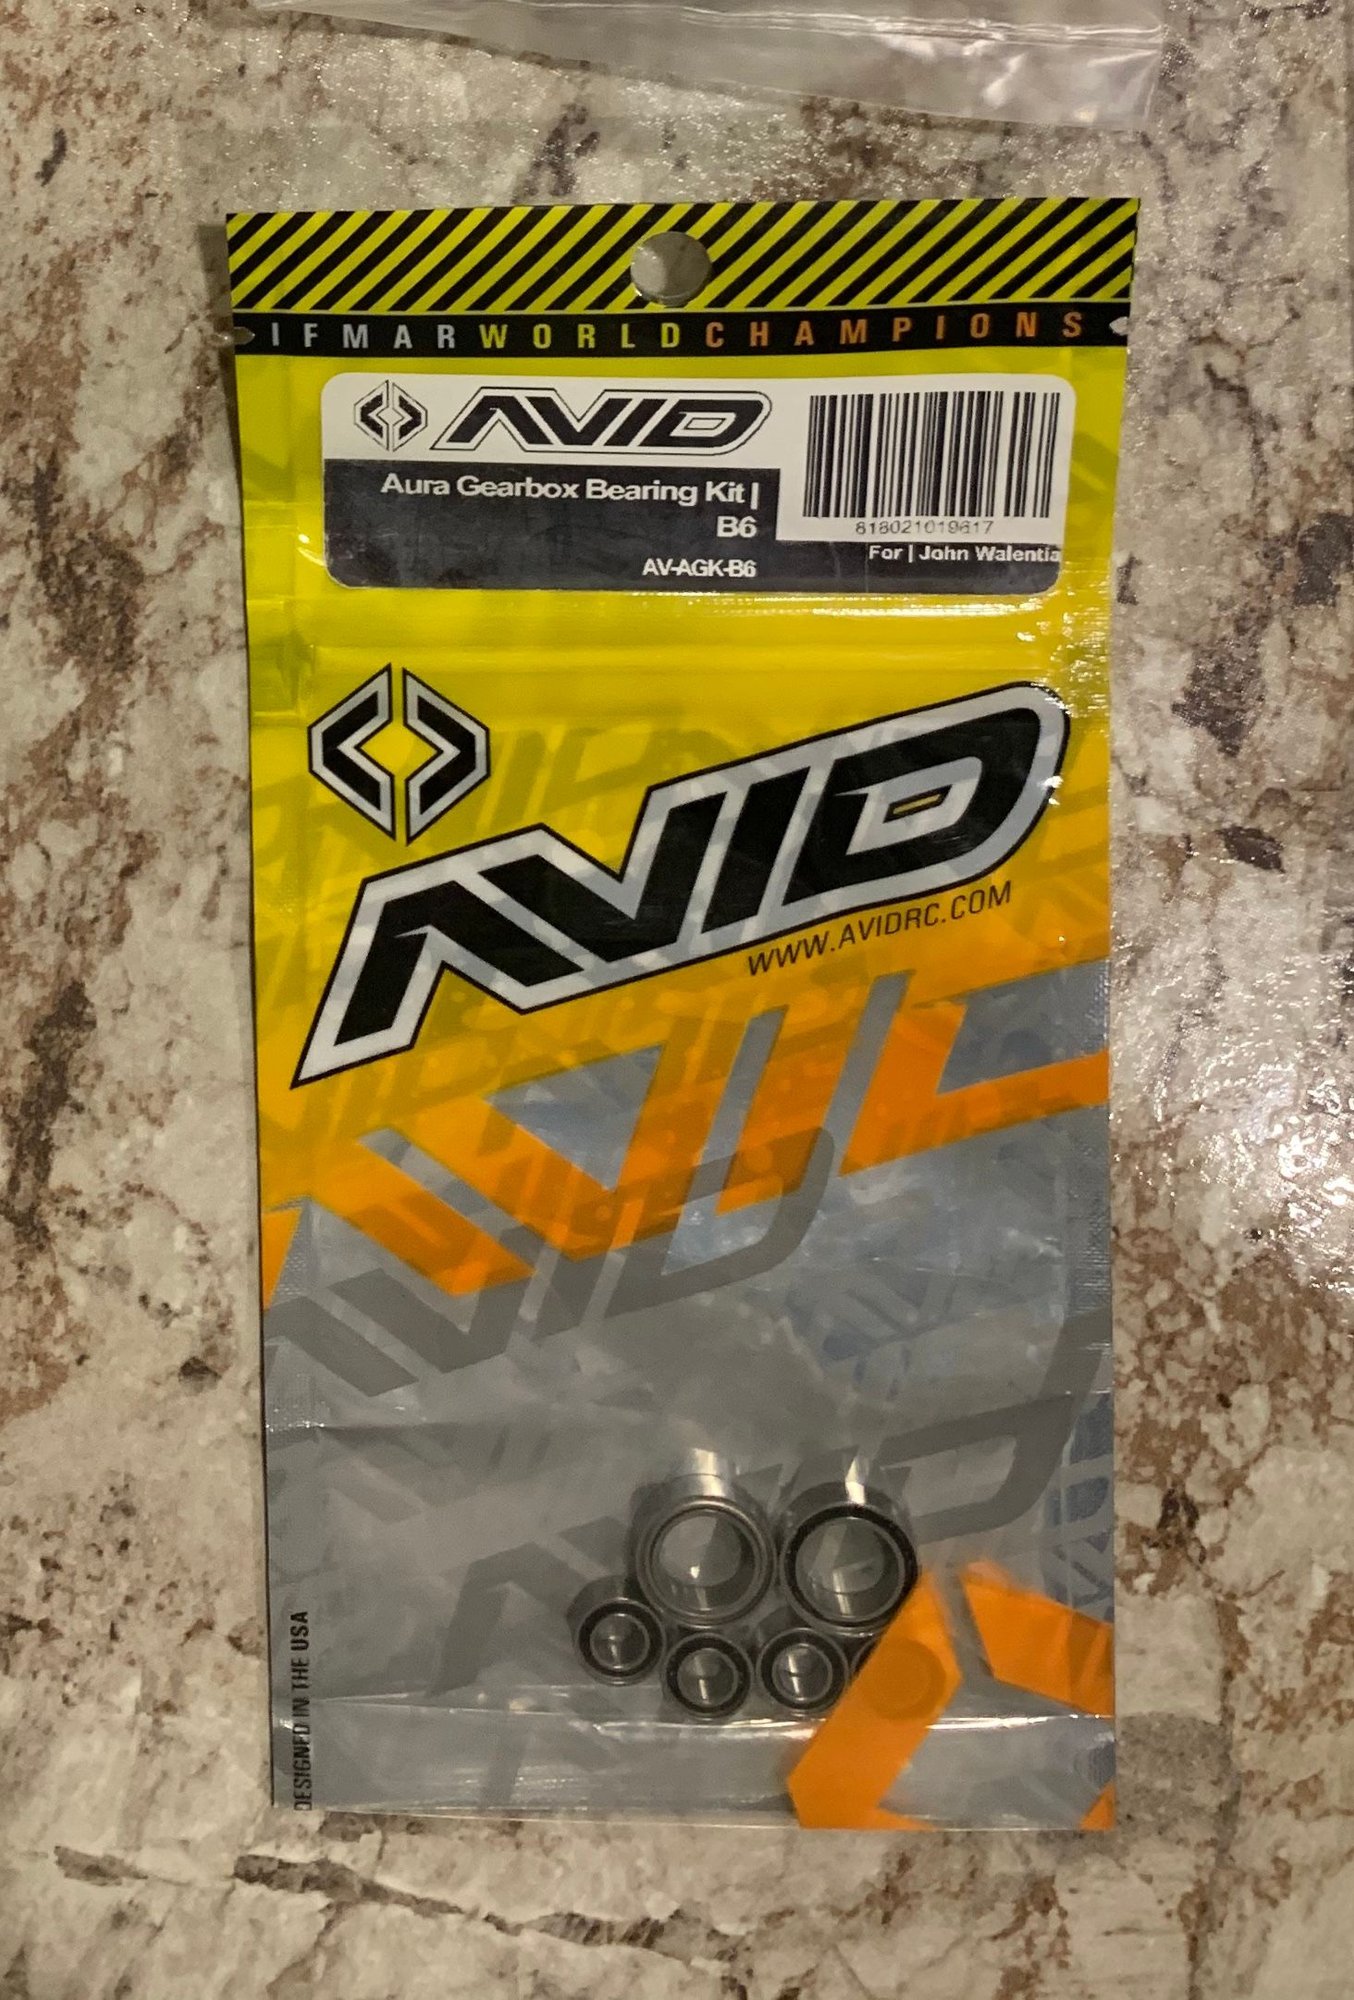 IFMARWORLDCHAMPIONS
AVID
Aura Gearbox Bearing Kit |
B6
AV-AGK-B6
818021019617
For | John Walentia
AVID
WWW.AVIDRC.COM
AVID
DESIGNED IN THE USA